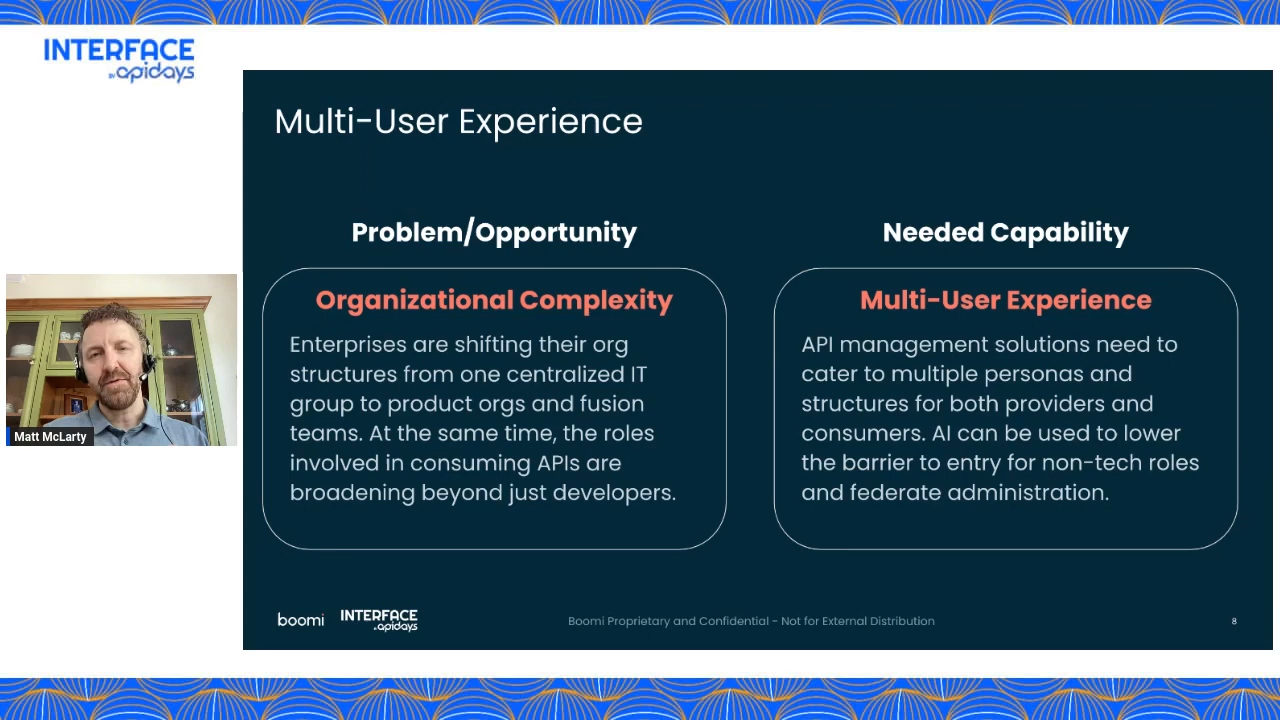 INTERFACE
BY apidays
Multi-User Experience
Problem/Opportunity
Organizational Complexity
Enterprises are shifting their org
structures from one centralized IT
group to product orgs and fusion
teams. At the same time, the roles
involved in consuming APIs are
broadening beyond just developers.
Needed Capability
Multi-User Experience
API management solutions need to
cater to multiple personas and
structures for both providers and
consumers. AI can be used to lower
the barrier to entry for non-tech roles
and federate administration.
Matt McLarty
boomi
INTERFACE
BY apidays
Boomi Proprietary and Confidential - Not for External Distribution
8